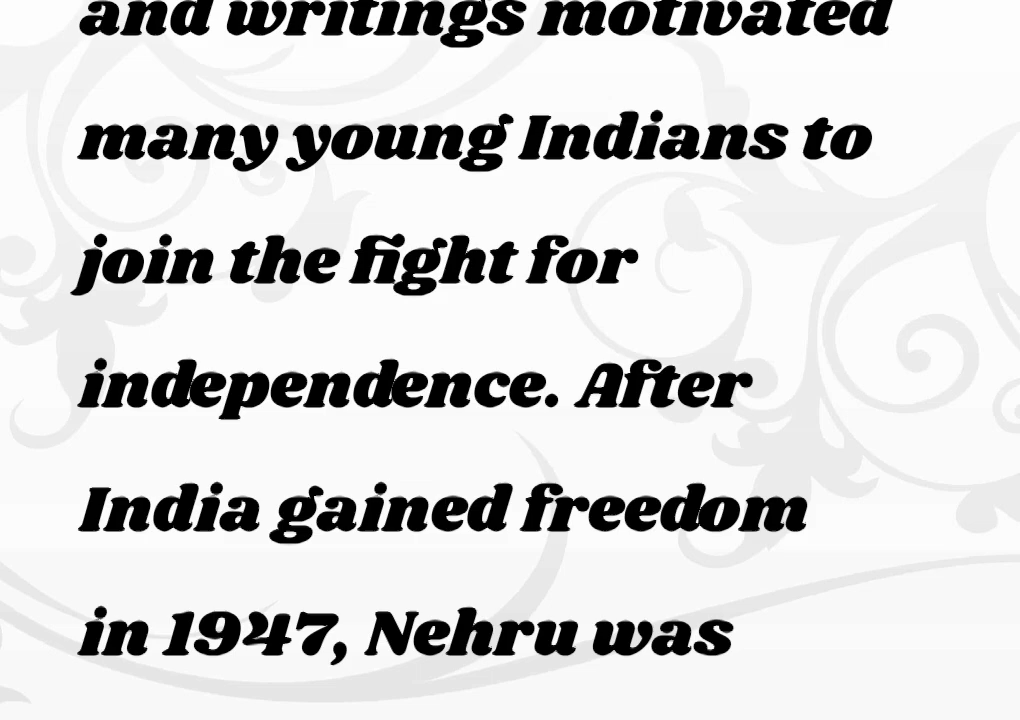 and writings motivated
many young Indians to
join the fight for
independence. After
India gained freedom
in 1947, Nehru was